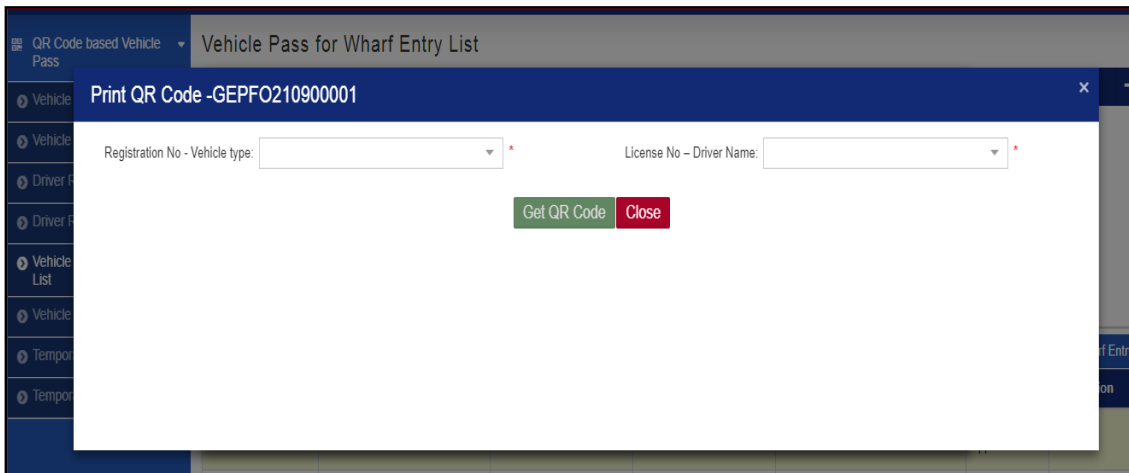 QR Code based Vehicle
Pass
Vehicle Pass for Wharf Entry List
Print QR Code -GEPFO210900001
x
Vehicle
Vehicle
Driver
Driver
Vehicle
List
Vehicle
Registration No - Vehicle type:
*
License No – Driver Name:
*
Get QR Code
Close